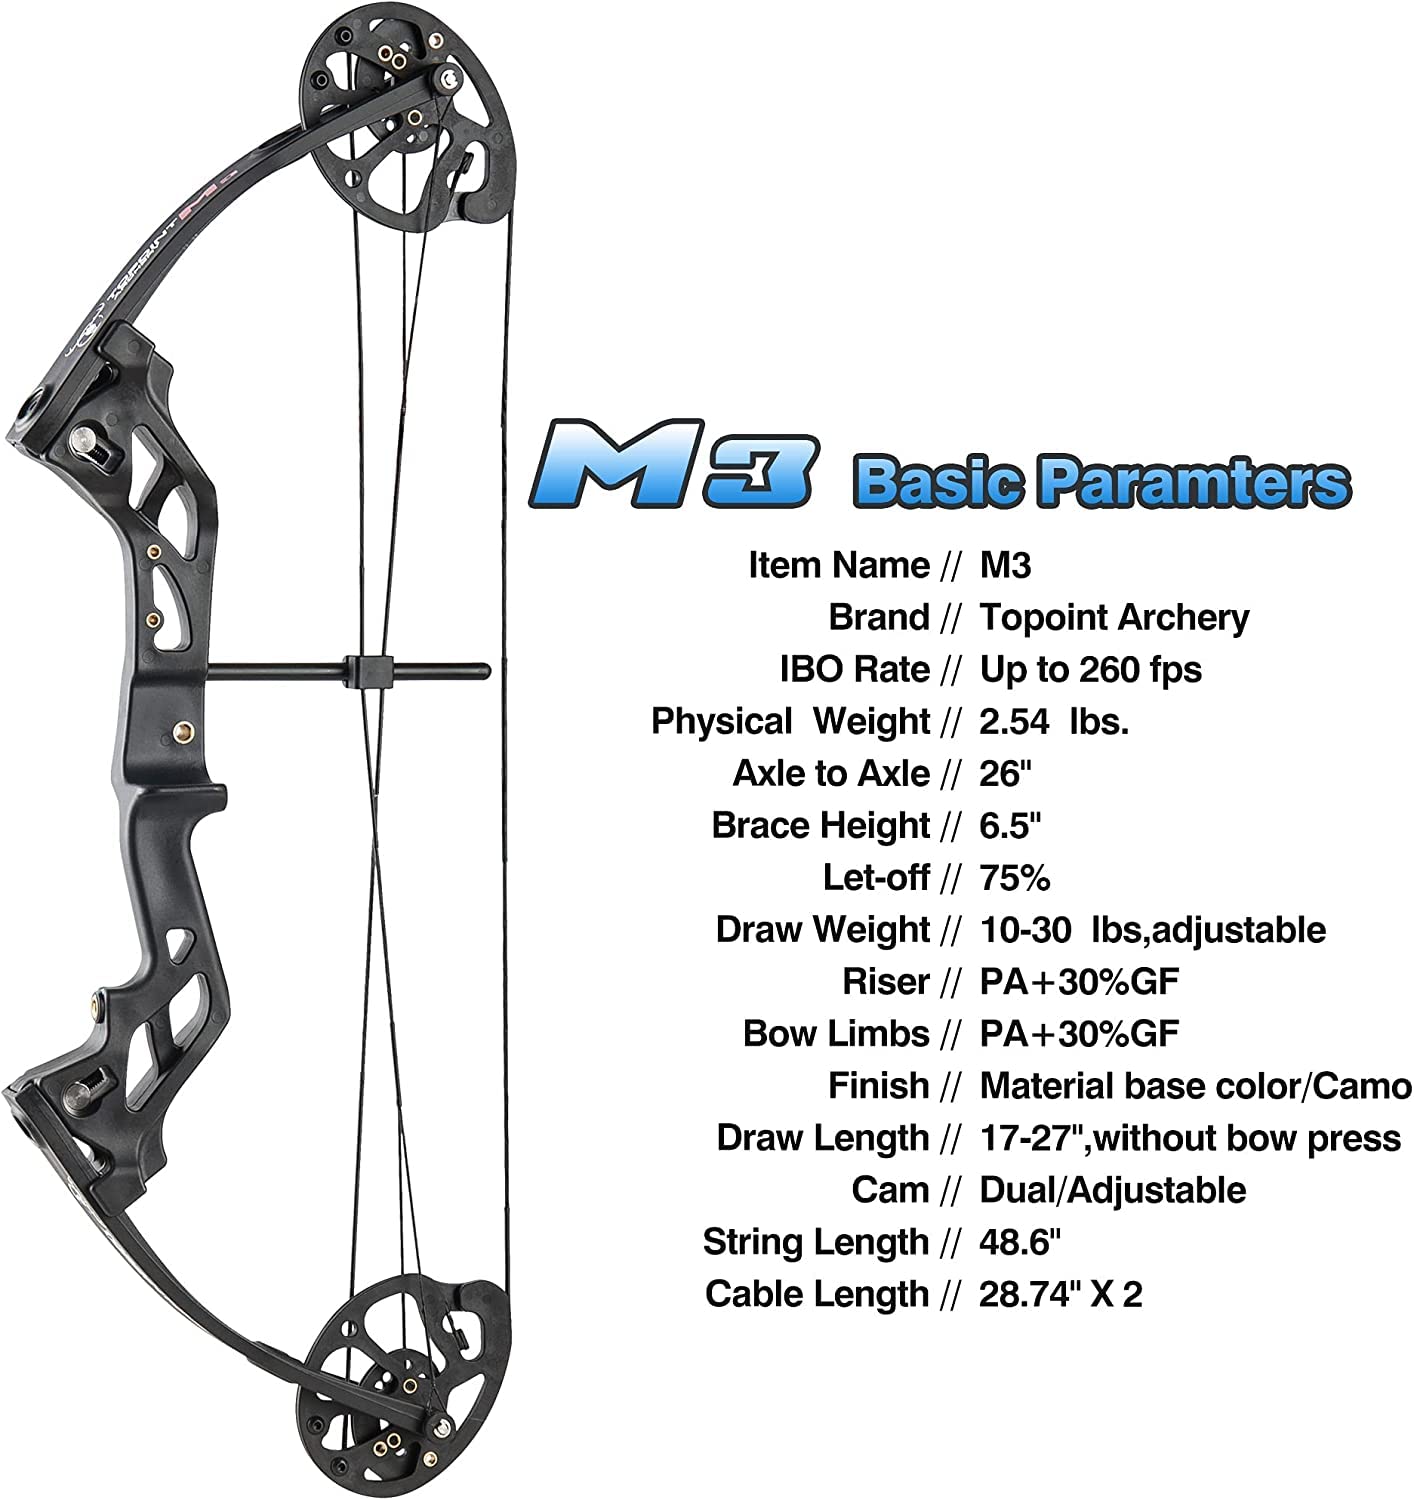 TOPOINT M3
M3 Basic Paramters
Item Name // M3
Brand // Topoint Archery
IBO Rate // Up to 260 fps
Physical Weight // 2.54 lbs.
Axle to Axle // 26"
Brace Height // 6.5"
Let-off // 75%
Draw Weight // 10-30 lbs,adjustable
Riser // PA+30%GF
Bow Limbs // PA+30%GF
Finish // Material base color/Camo
Draw Length // 17-27",without bow press
Cam // Dual/Adjustable
String Length // 48.6"
Cable Length // 28.74" X 2